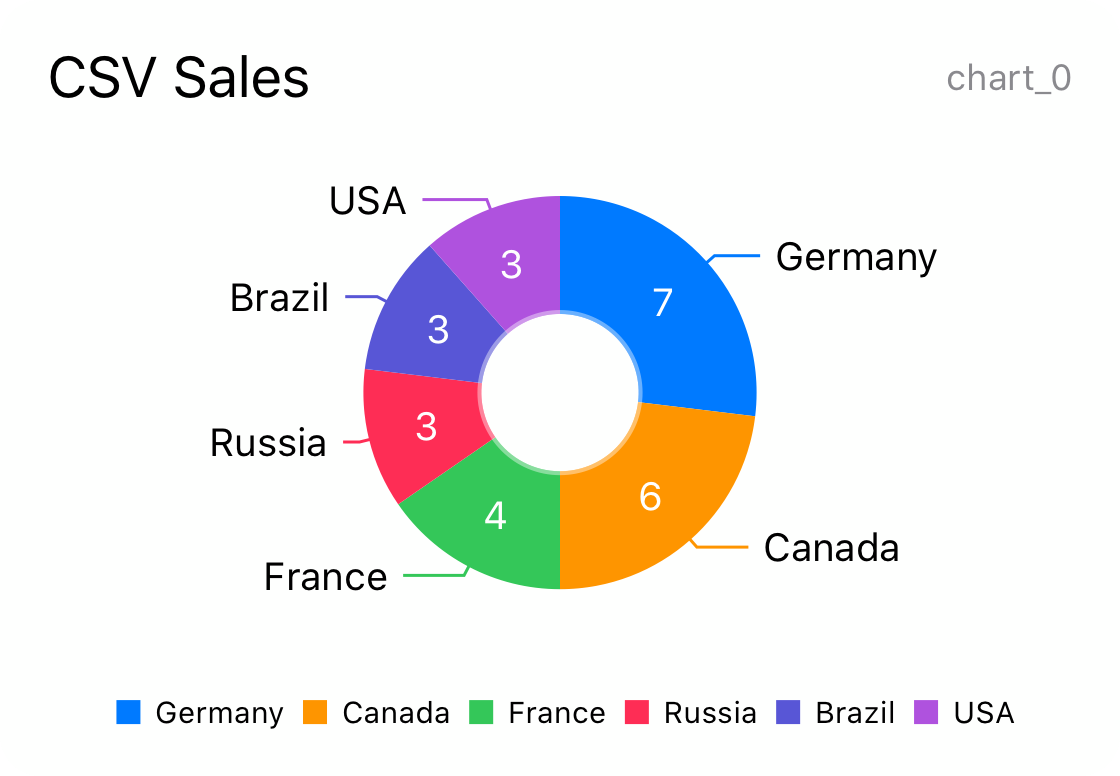 CSV Sales
chart_0
USA
3
Germany
7
Brazil
3
Russia
3
6
4
Canada
France
Germany Canada France Russia Brazil USA